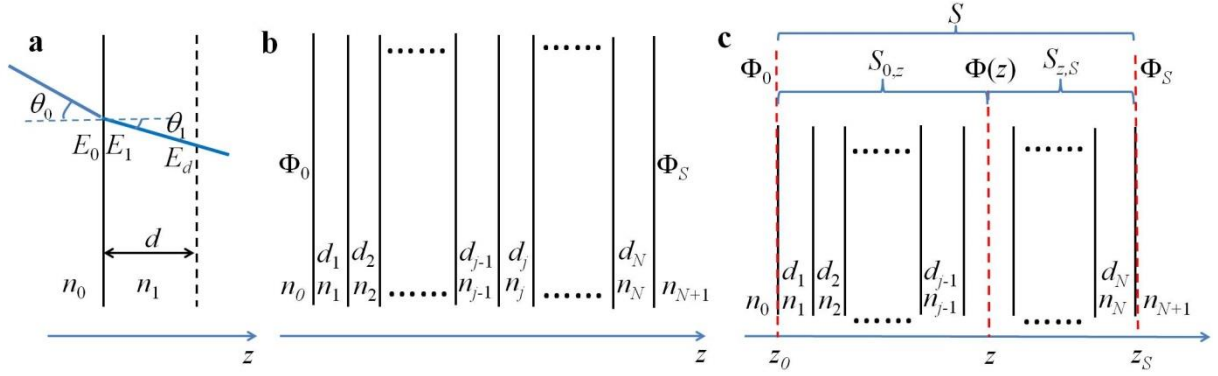 a
θ0
θ1
E0 E1
Ed
d
n0 n1
z
b
......
......
Φ0
ΦS
d1 d2 dj-1 dj dN
n0 n1 n2 nj-1 nj nN nN+1
......
......
z
c
S
Φ0 S0,z Φ(z) Sz,S ΦS
......
......
d1 d2 dj-1 dN
n0 n1 n2 nj-1 nN nN+1
......
......
z0 z zS